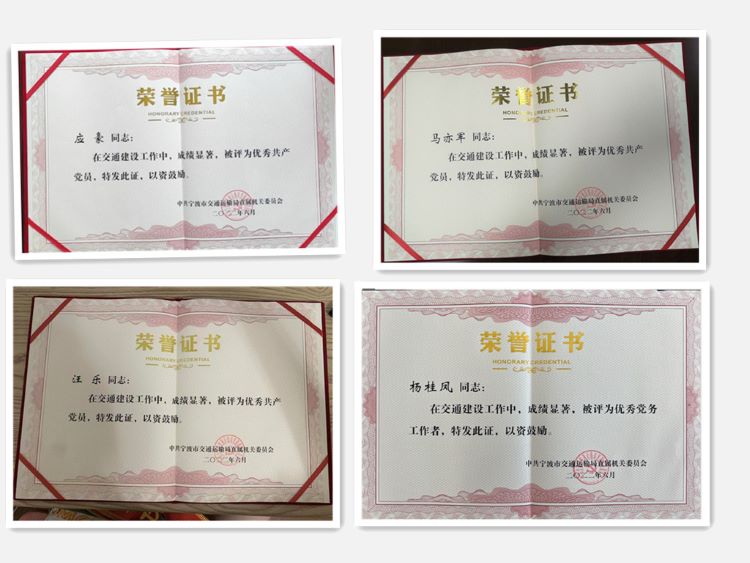 荣誉证书
HONORARY CREDENTIAL
应 豪 同志:
在交通建设工作中，成绩显著，被评为优秀共产
党员，特发此证，以资鼓励。
中共宁波市交通运输局直属机关委员会
二〇二二年六月
荣誉证书
HONORARY CREDENTIAL
马亦军 同志:
在交通建设工作中，成绩显著，被评为优秀共产
党员，特发此证，以资鼓励。
中共宁波市交通运输局直属机关委员会
二〇二二年六月
荣誉证书
HONORARY CREDENTIAL
汪 乐 同志:
在交通建设工作中，成绩显著，被评为优秀共产
党员，特发此证，以资鼓励。
中共宁波市交通运输局直属机关委员会
二〇二二年六月
荣誉证书
HONORARY CREDENTIAL
杨桂凤 同志:
在交通建设工作中，成绩显著，被评为优秀党务
工作者，特发此证，以资鼓励。
中共宁波市交通运输局直属机关委员会
二〇二二年六月